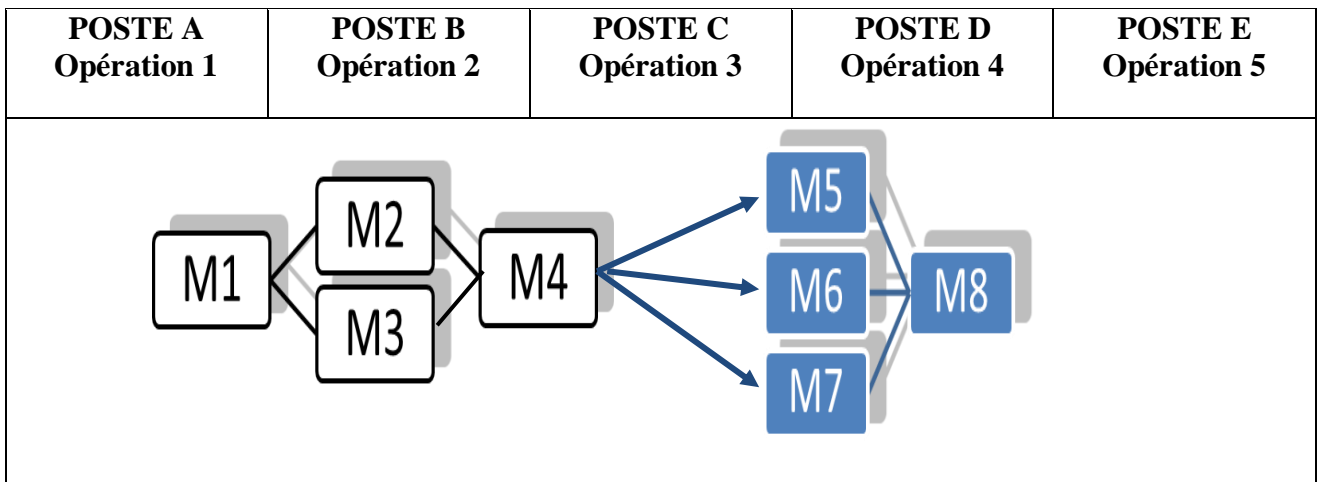 POSTE A
Opération 1
POSTE B
Opération 2
POSTE C
Opération 3
POSTE D
Opération 4
POSTE E
Opération 5
M1
M2
M3
M4
M5
M6
M7
M8